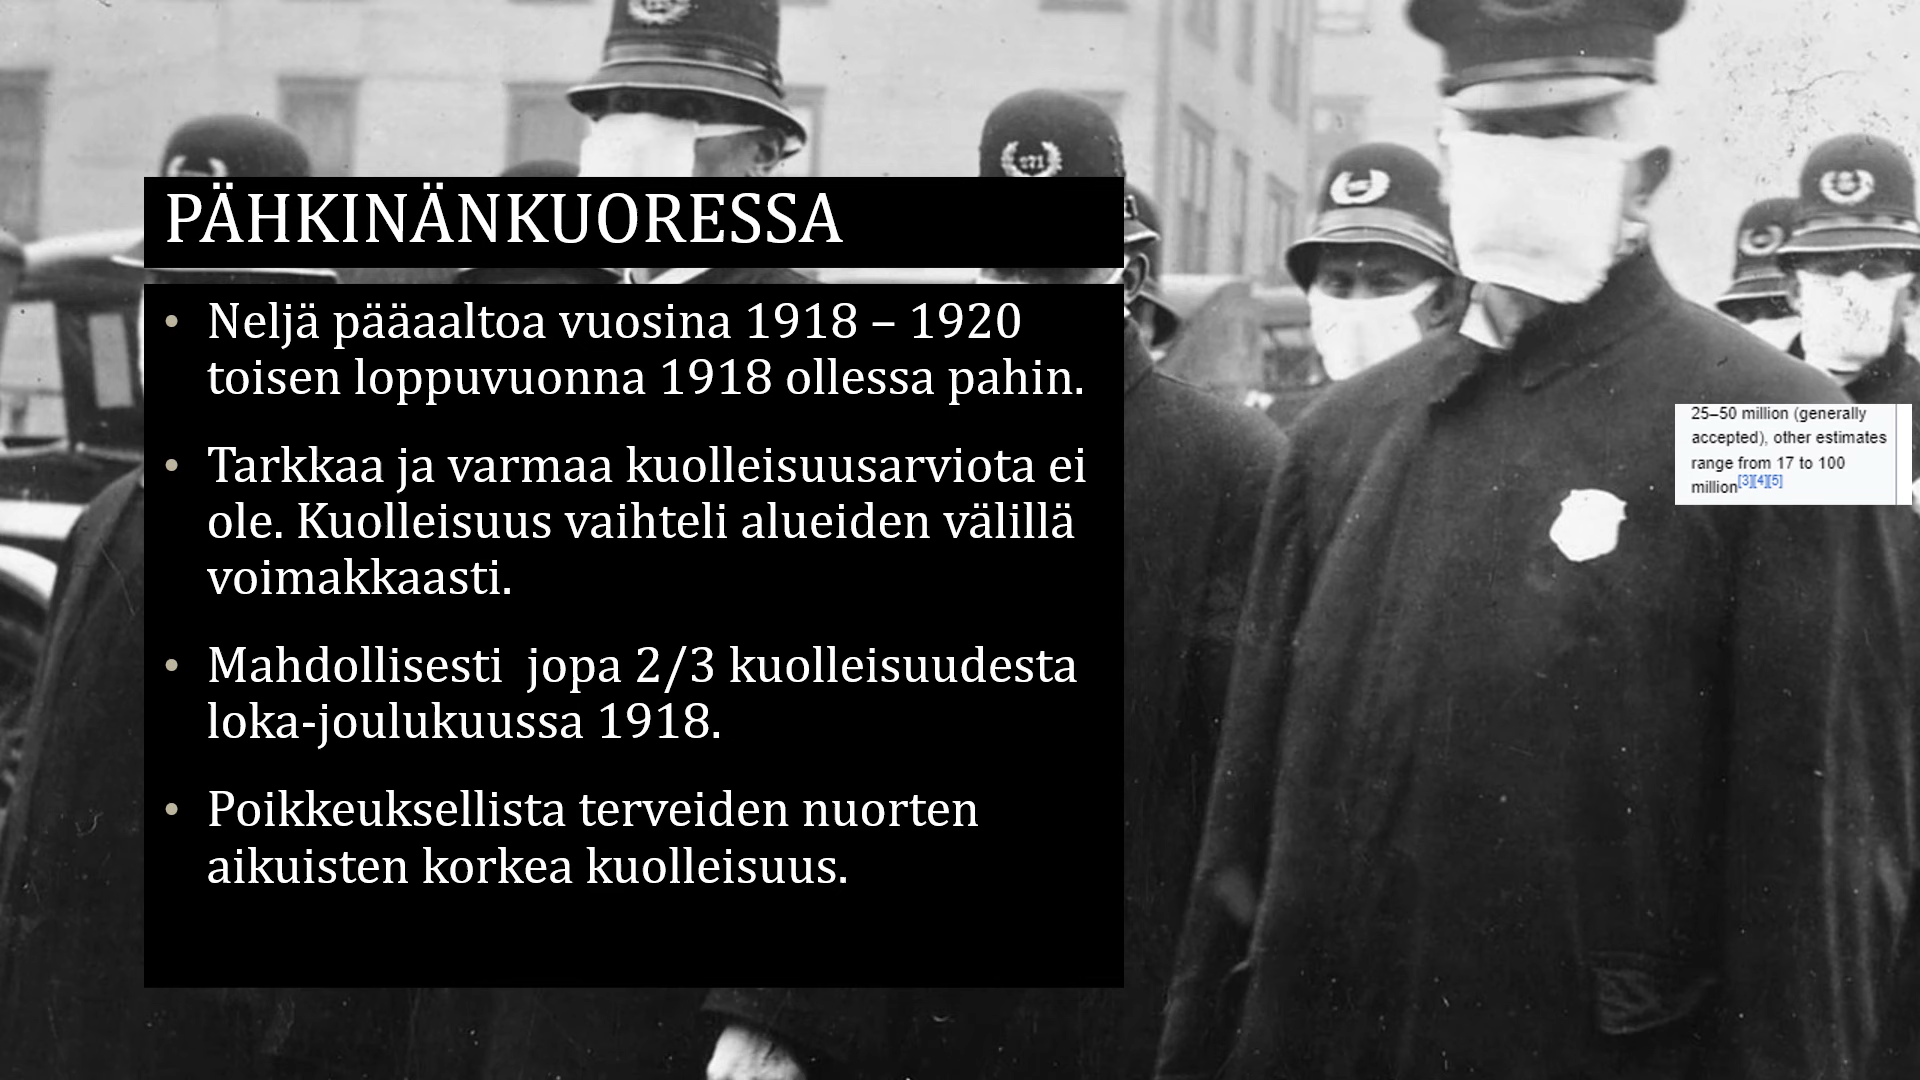 PÄHKINÄNKUORESSA
• Neljä pääaaltoa vuosina 1918 – 1920
toisen loppuvuonna 1918 ollessa pahin.
• Tarkkaa ja varmaa kuolleisuusarviota ei
ole. Kuolleisuus vaihteli alueiden välillä
voimakkaasti.
• Mahdollisesti  jopa 2/3 kuolleisuudesta
loka-joulukuussa 1918.
• Poikkeuksellista terveiden nuorten
aikuisten korkea kuolleisuus.
25–50 million (generally
accepted), other estimates
range from 17 to 100
million[3][4][5]
271